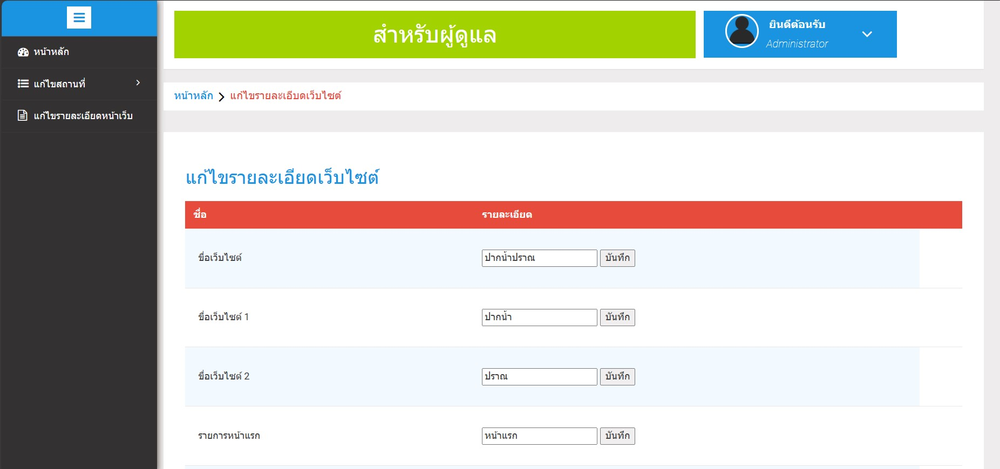 สำหรับผู้ดูแล
ยินดีต้อนรับ
Administrator
หน้าหลัก
แก้ไขสถานที่
แก้ไขรายละเอียดหน้าเว็บ
หน้าหลัก
แก้ไขรายละเอีบดเว็บไซต์
แก้ไขรายละเอียดเว็บไซต์
ชื่อ รายละเอียด
ชื่อเว็บไซต์ ปากน้ำปราณ บันทึก
ชื่อเว็บไซต์ 1 ปากน้ำ บันทึก
ชื่อเว็บไซต์ 2 ปราณ บันทึก
รายการหน้าแรก หน้าแรก บันทึก